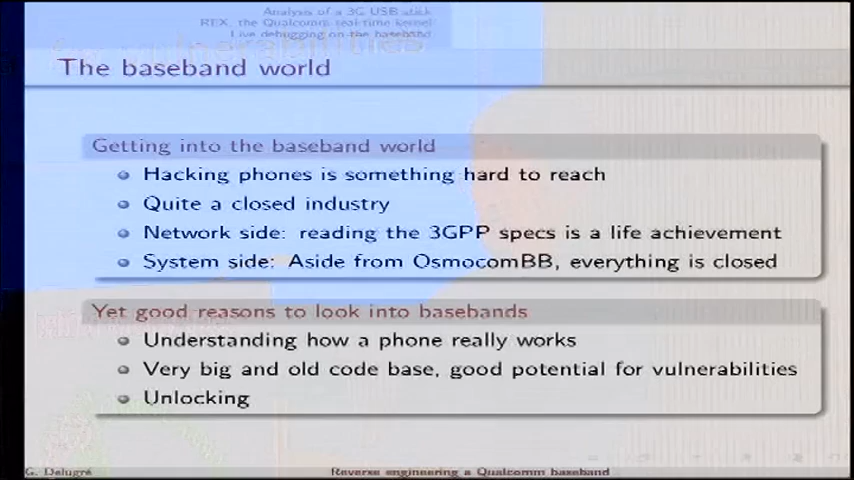 Analysis of a 3G USB stick
REX, the Qualcomm real-time kernel
Live debugging on the baseband
The baseband world
Getting into the baseband world
Hacking phones is something hard to reach
Quite a closed industry
Network side: reading the 3GPP specs is a life achievement
System side: Aside from OsmocomBB, everything is closed
Yet good reasons to look into basebands
Understanding how a phone really works
Very big and old code base, good potential for vulnerabilities
Unlocking
G. Delugré
Reverse engineering a Qualcomm baseband